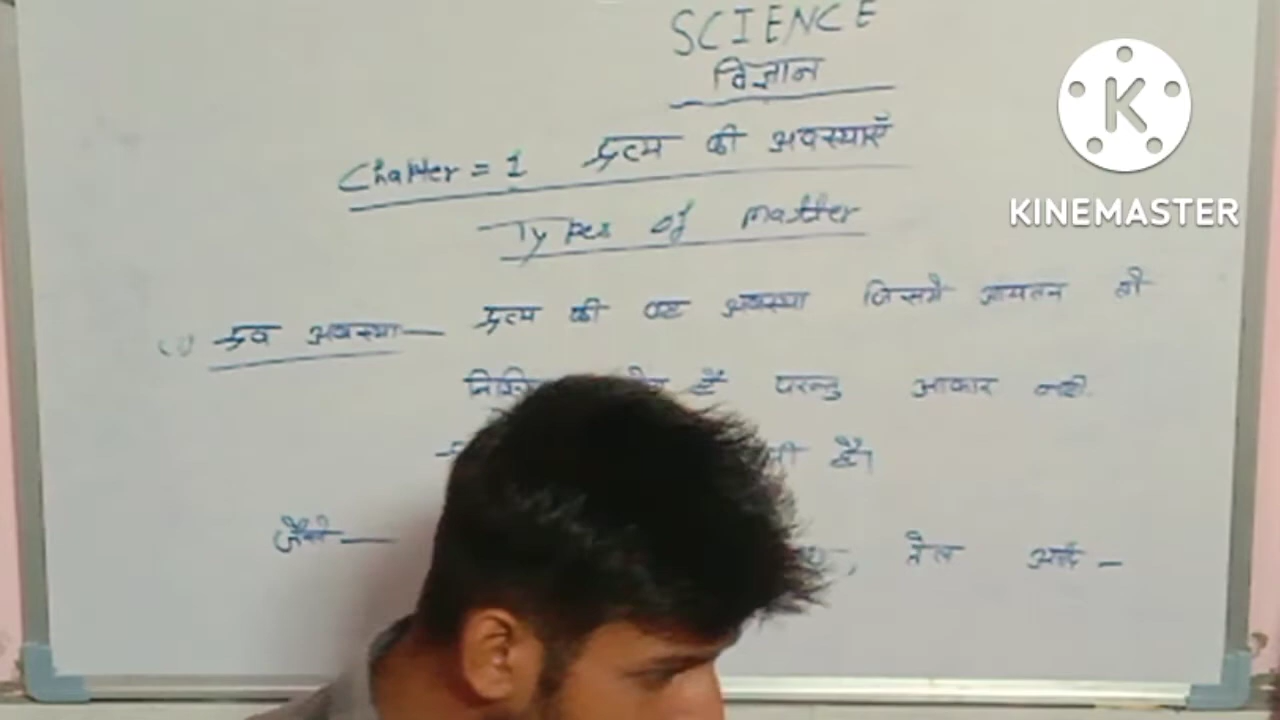 SCIENCE
विज्ञान
Chapter = 1 द्रव्य की अवस्थाएँ
Types of matter
द्रव अवस्था— द्रव्य की वह अवस्था जिसमें आयतन तो
हैं परन्तु आकार नहीं
है।
जैसे— , तेल आदि –
KINEMASTER